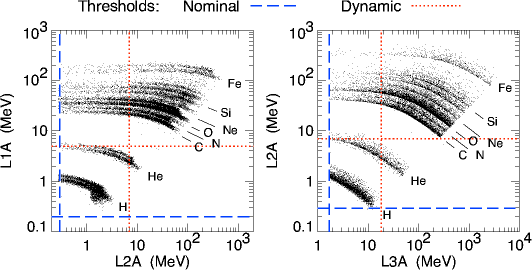 Thresholds: Nominal Dynamic
10³
10²
10
1
0.1
L1A (MeV)
Fe
Si
Ne
O
N
C
He
H
1 10 10² 10³
L2A (MeV)
10³
10²
10
1
0.1
L2A (MeV)
Fe
Si
Ne
O
N
C
He
H
1 10 10² 10³ 10⁴
L3A (MeV)